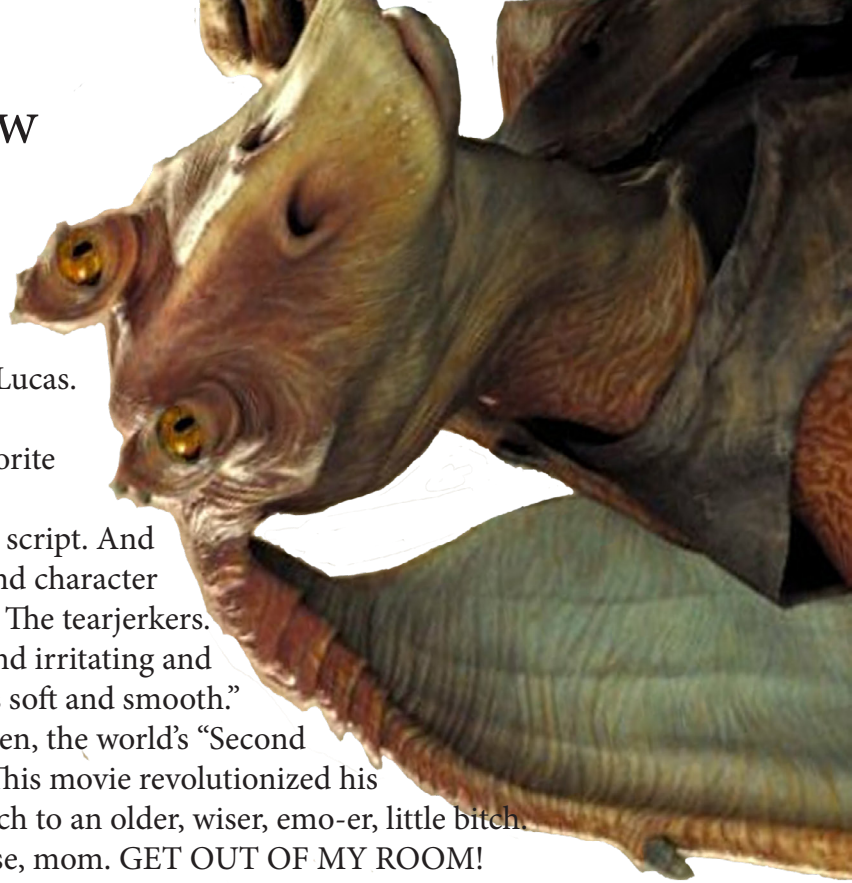 w
Lucas.
orite
script. And
nd character
The tearjerkers.
nd irritating and
soft and smooth.”
en, the world’s “Second
This movie revolutionized his
ch to an older, wiser, emo-er, little bitch.
se, mom. GET OUT OF MY ROOM!